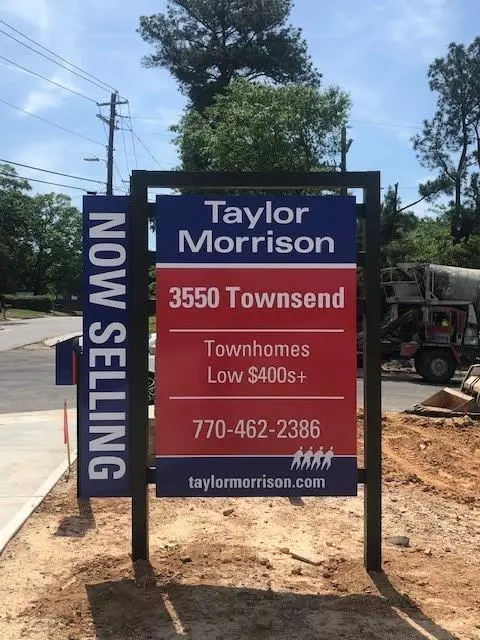 NOW SELLING
Taylor
Morrison
3550 Townsend
Townhomes
Low $400s+
770-462-2386
taylormorrison.com